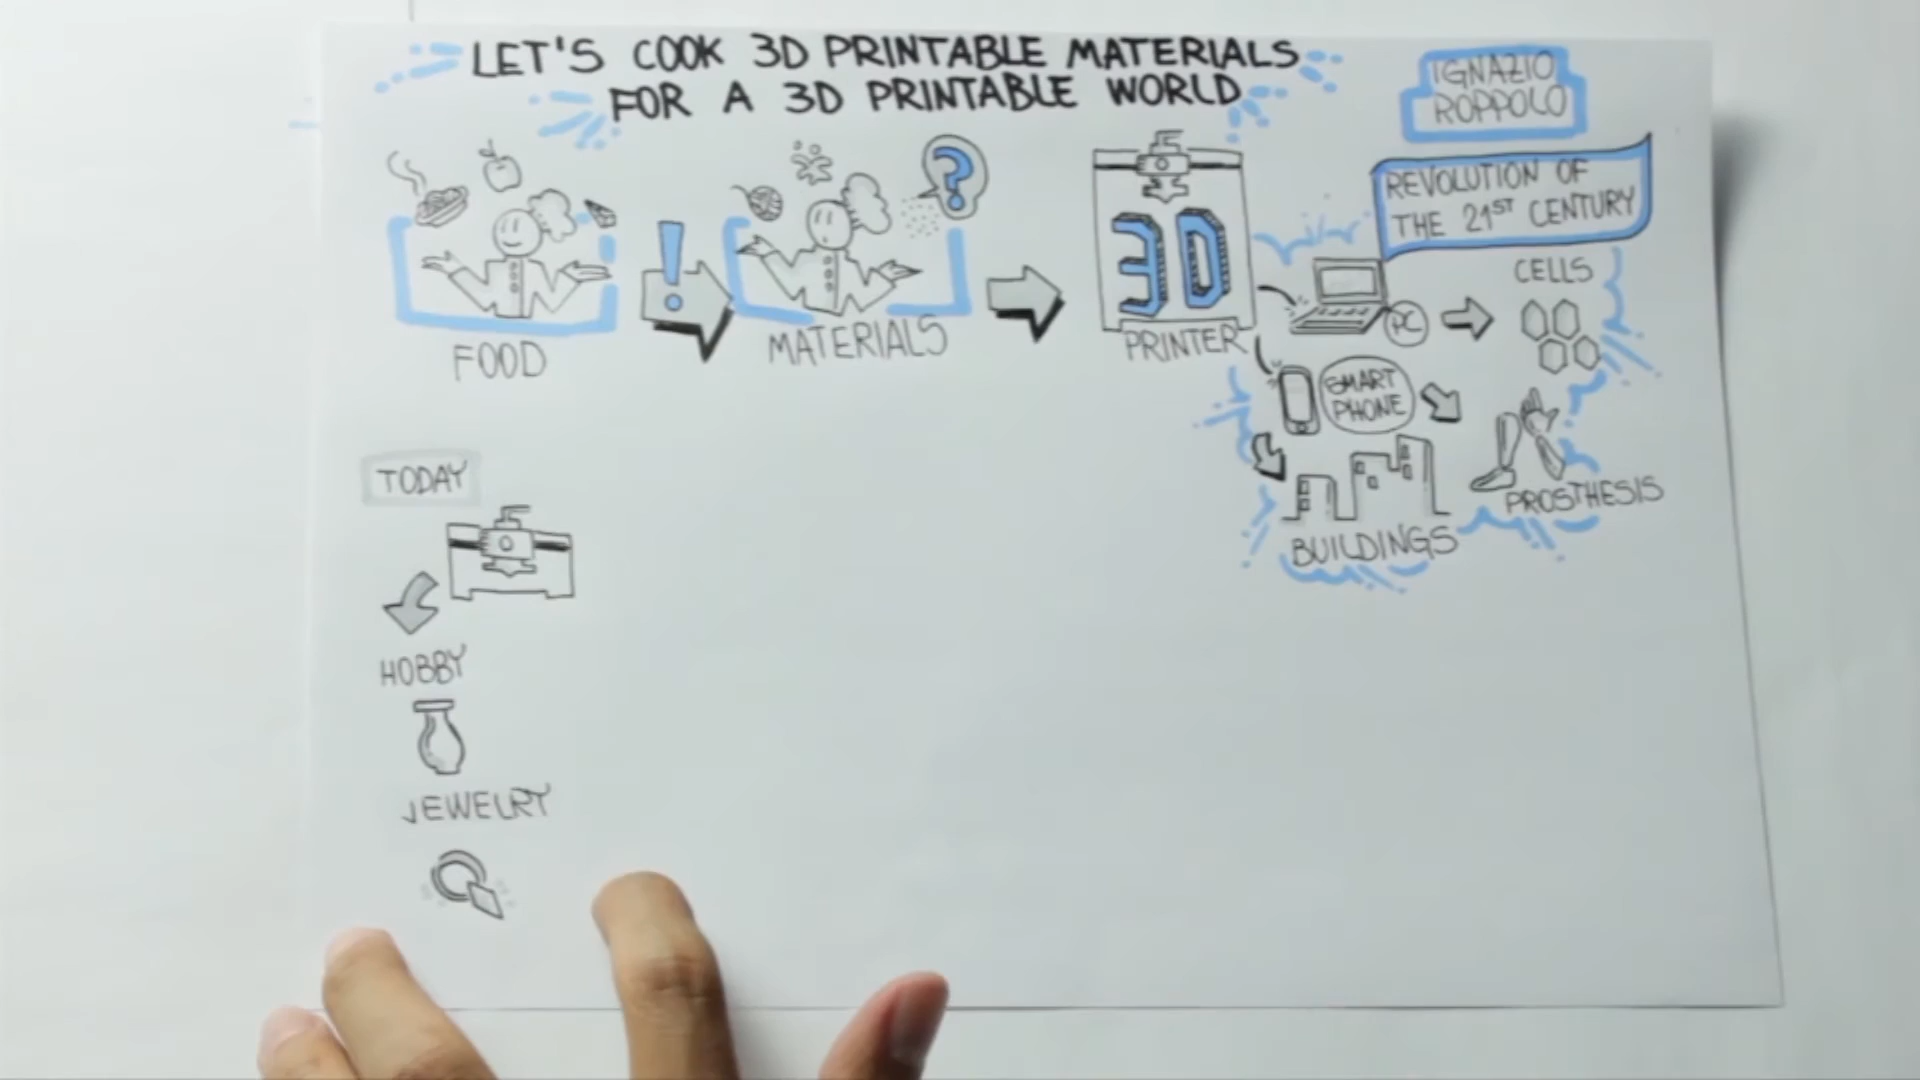 LET'S COOK 3D PRINTABLE MATERIALS
FOR A 3D PRINTABLE WORLD
IGNAZIO
ROPPOLO
REVOLUTION OF
THE 21ST CENTURY
?
!
3D
FOOD
MATERIALS
PRINTER
PC
CELLS
SMART
PHONE
PROSTHESIS
BUILDINGS
TODAY
HOBBY
JEWELRY